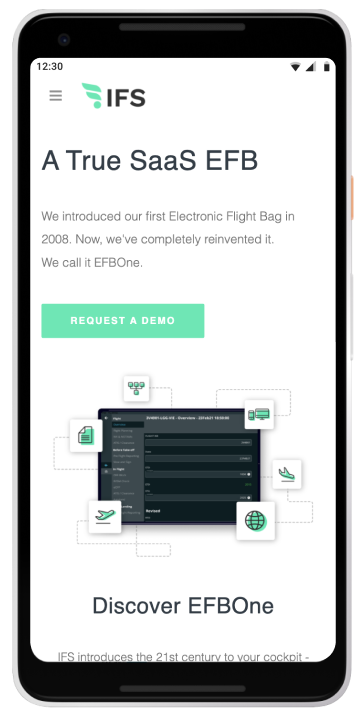 12:30
IFS
A True SaaS EFB
We introduced our first Electronic Flight Bag in
2008. Now, we've completely reinvented it.
We call it EFBOne.
REQUEST A DEMO
Discover EFBOne
IFS introduces the 21st century to your cockpit -